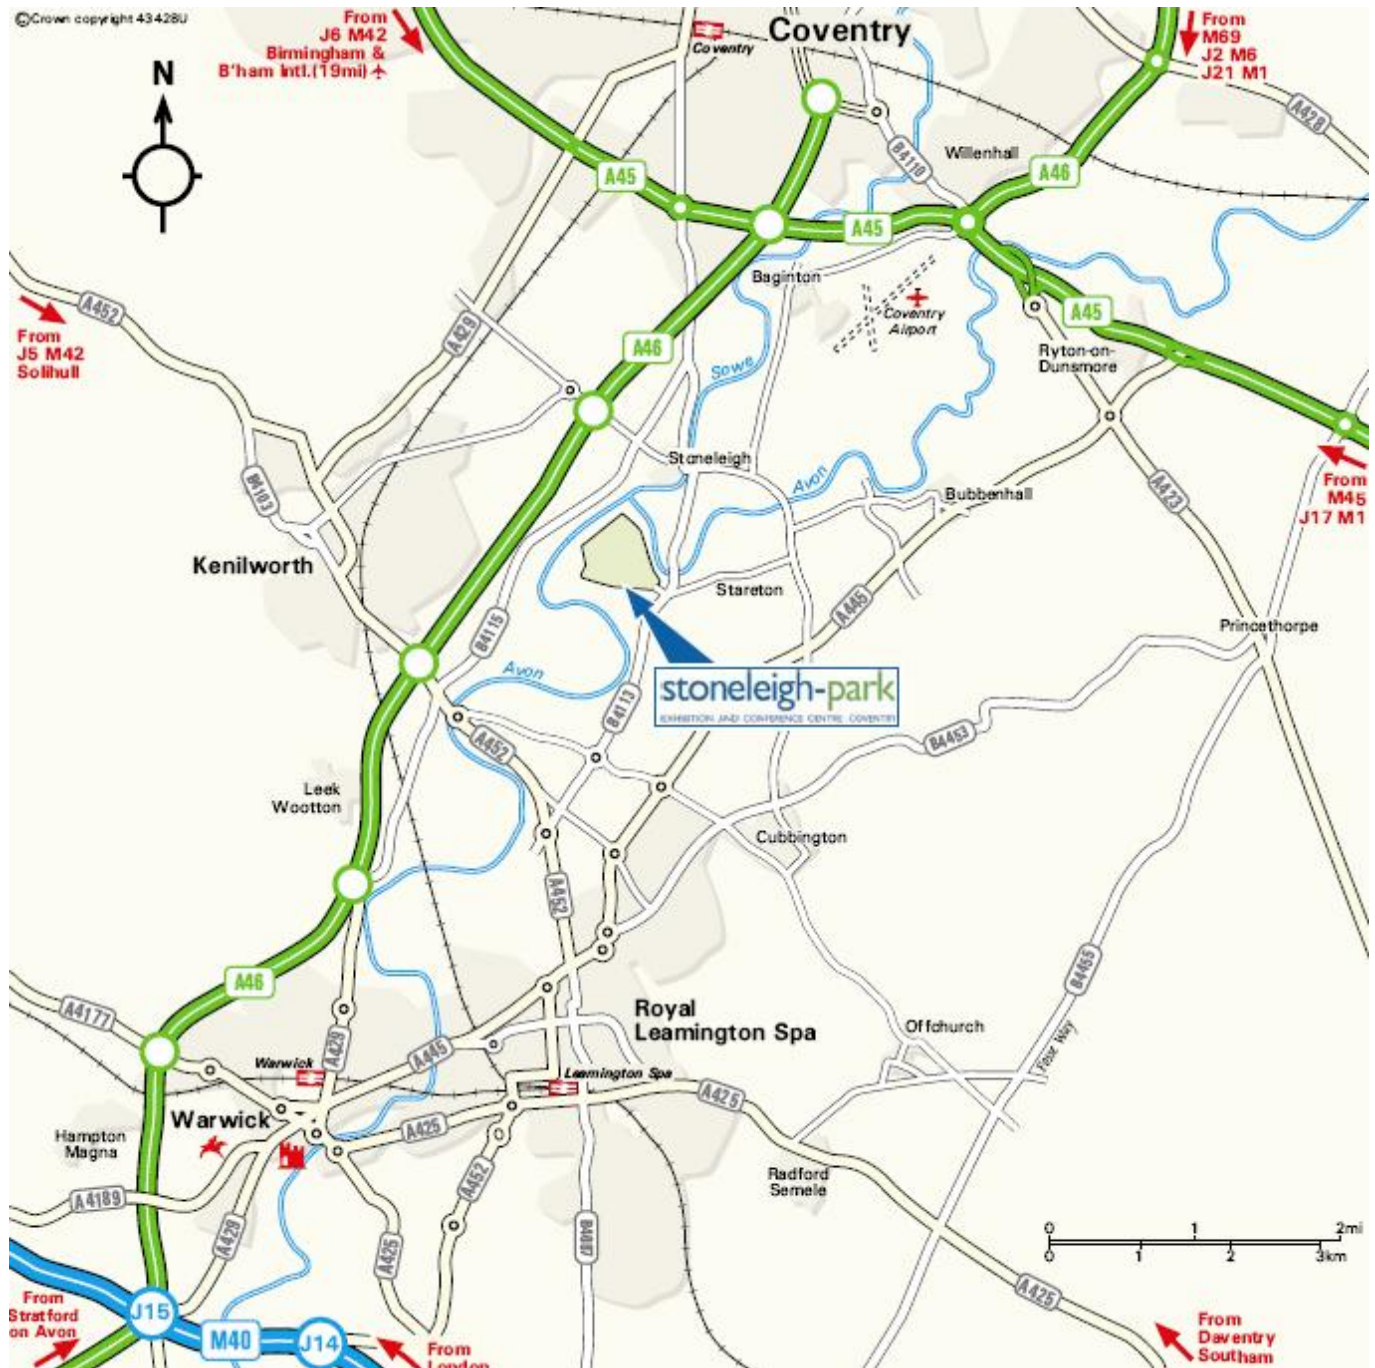 ©Crown copyright 43428U
From
J6 M42
Birmingham &
B'ham Intl.(19mi)
Coventry
Coventry
From
M69
J2 M6
J21 M1
N
A428
B4110
Willenhall
A45
A46
A45
Baginton
Coventry
Airport
A452
From
J5 M42
Solihull
A429
A46
Sowe
A45
Ryton-on-
Dunsmore
Stoneleigh
Avon
Bubbenhall
B4103
A423
From
M45
J17 M1
Kenilworth
Stareton
A445
B4115
Princethorpe
Avon
stoneleigh-park
EXHIBITION AND CONFERENCE CENTRE COVENTRY
B4113
A452
B4453
Leek
Wootton
Cubbington
A452
A46
B4455
A4177
Royal
Leamington Spa
Offchurch
Fosse Way
A429
A445
Warwick
Leamington Spa
A425
Warwick
A425
Hampton
Magna
Radford
Semele
A452
A4189
A429
A425
B4087
0 1 2mi
0 1 2 3km
A425
From
Stratford
on Avon
J15
M40
J14
From
London
From
Daventry
Southam